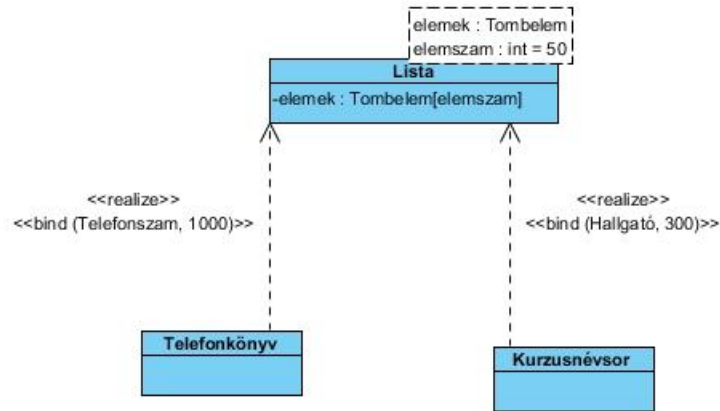 elemek : Tombelem
elemszam : int = 50
Lista
-elemek : Tombelem[elemszam]
<<realize>>
<<bind (Telefonszam, 1000)>>
<<realize>>
<<bind (Hallgató, 300)>>
Telefonkönyv
Kurzusnévsor